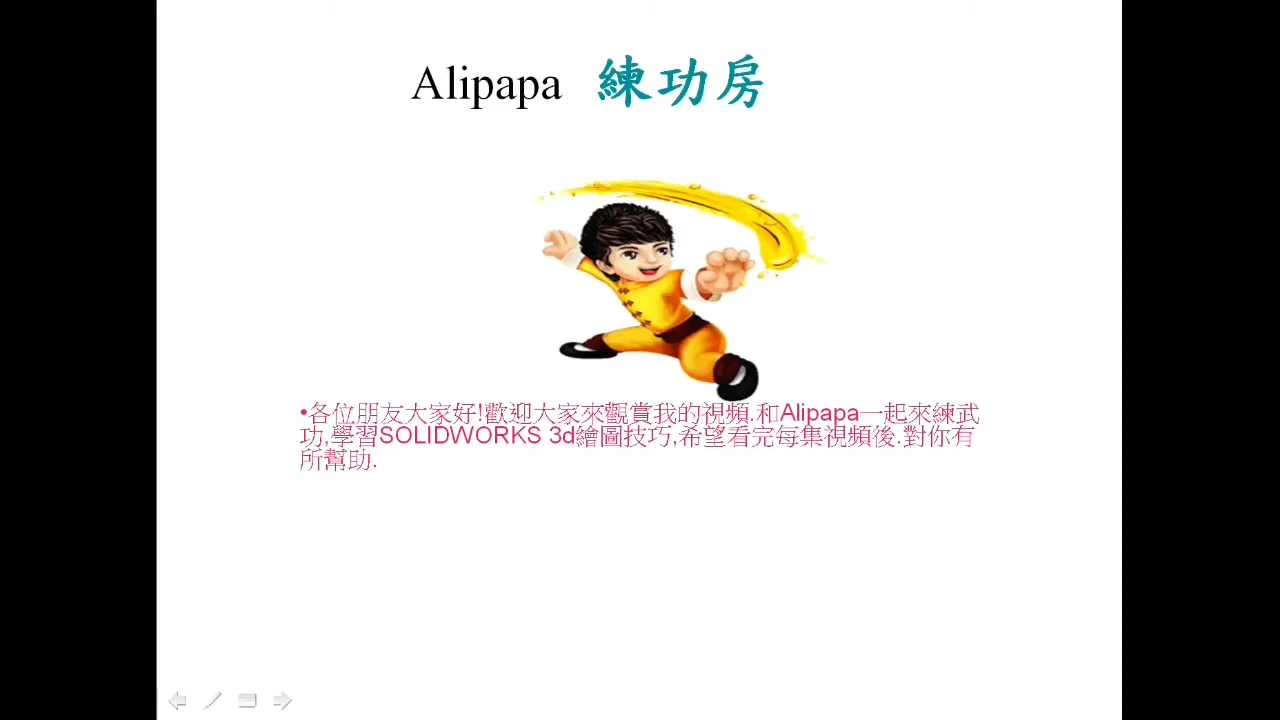 Alipapa 練功房
•各位朋友大家好!歡迎大家來觀賞我的視頻.和Alipapa一起來練武
功,學習SOLIDWORKS 3d繪圖技巧,希望看完每集視頻後.對你有
所幫助.